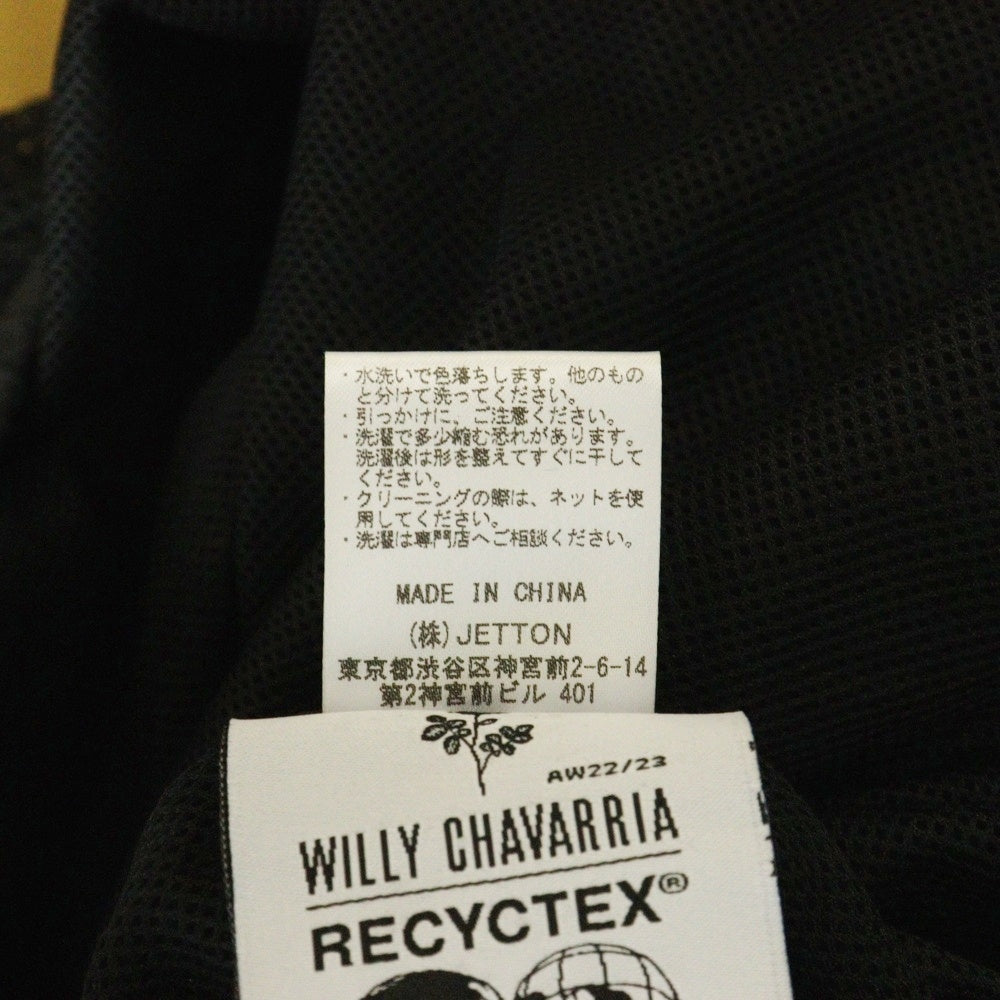 ・水洗いで色落ちします。他のもの
と分けて洗ってください。
・引っかけに、ご注意ください。
・洗濯で多少縮む恐れがあります。
洗濯後は形を整えてすぐに干して
ください。
・クリーニングの際は、ネットを使
用してください。
・洗濯は専門店へご相談ください。
MADE IN CHINA
(株)JETTON
東京都渋谷区神宮前2-6-14
第2神宮前ビル 401
AW22/23
WILLY CHAVARRIA
RECYCTEX®